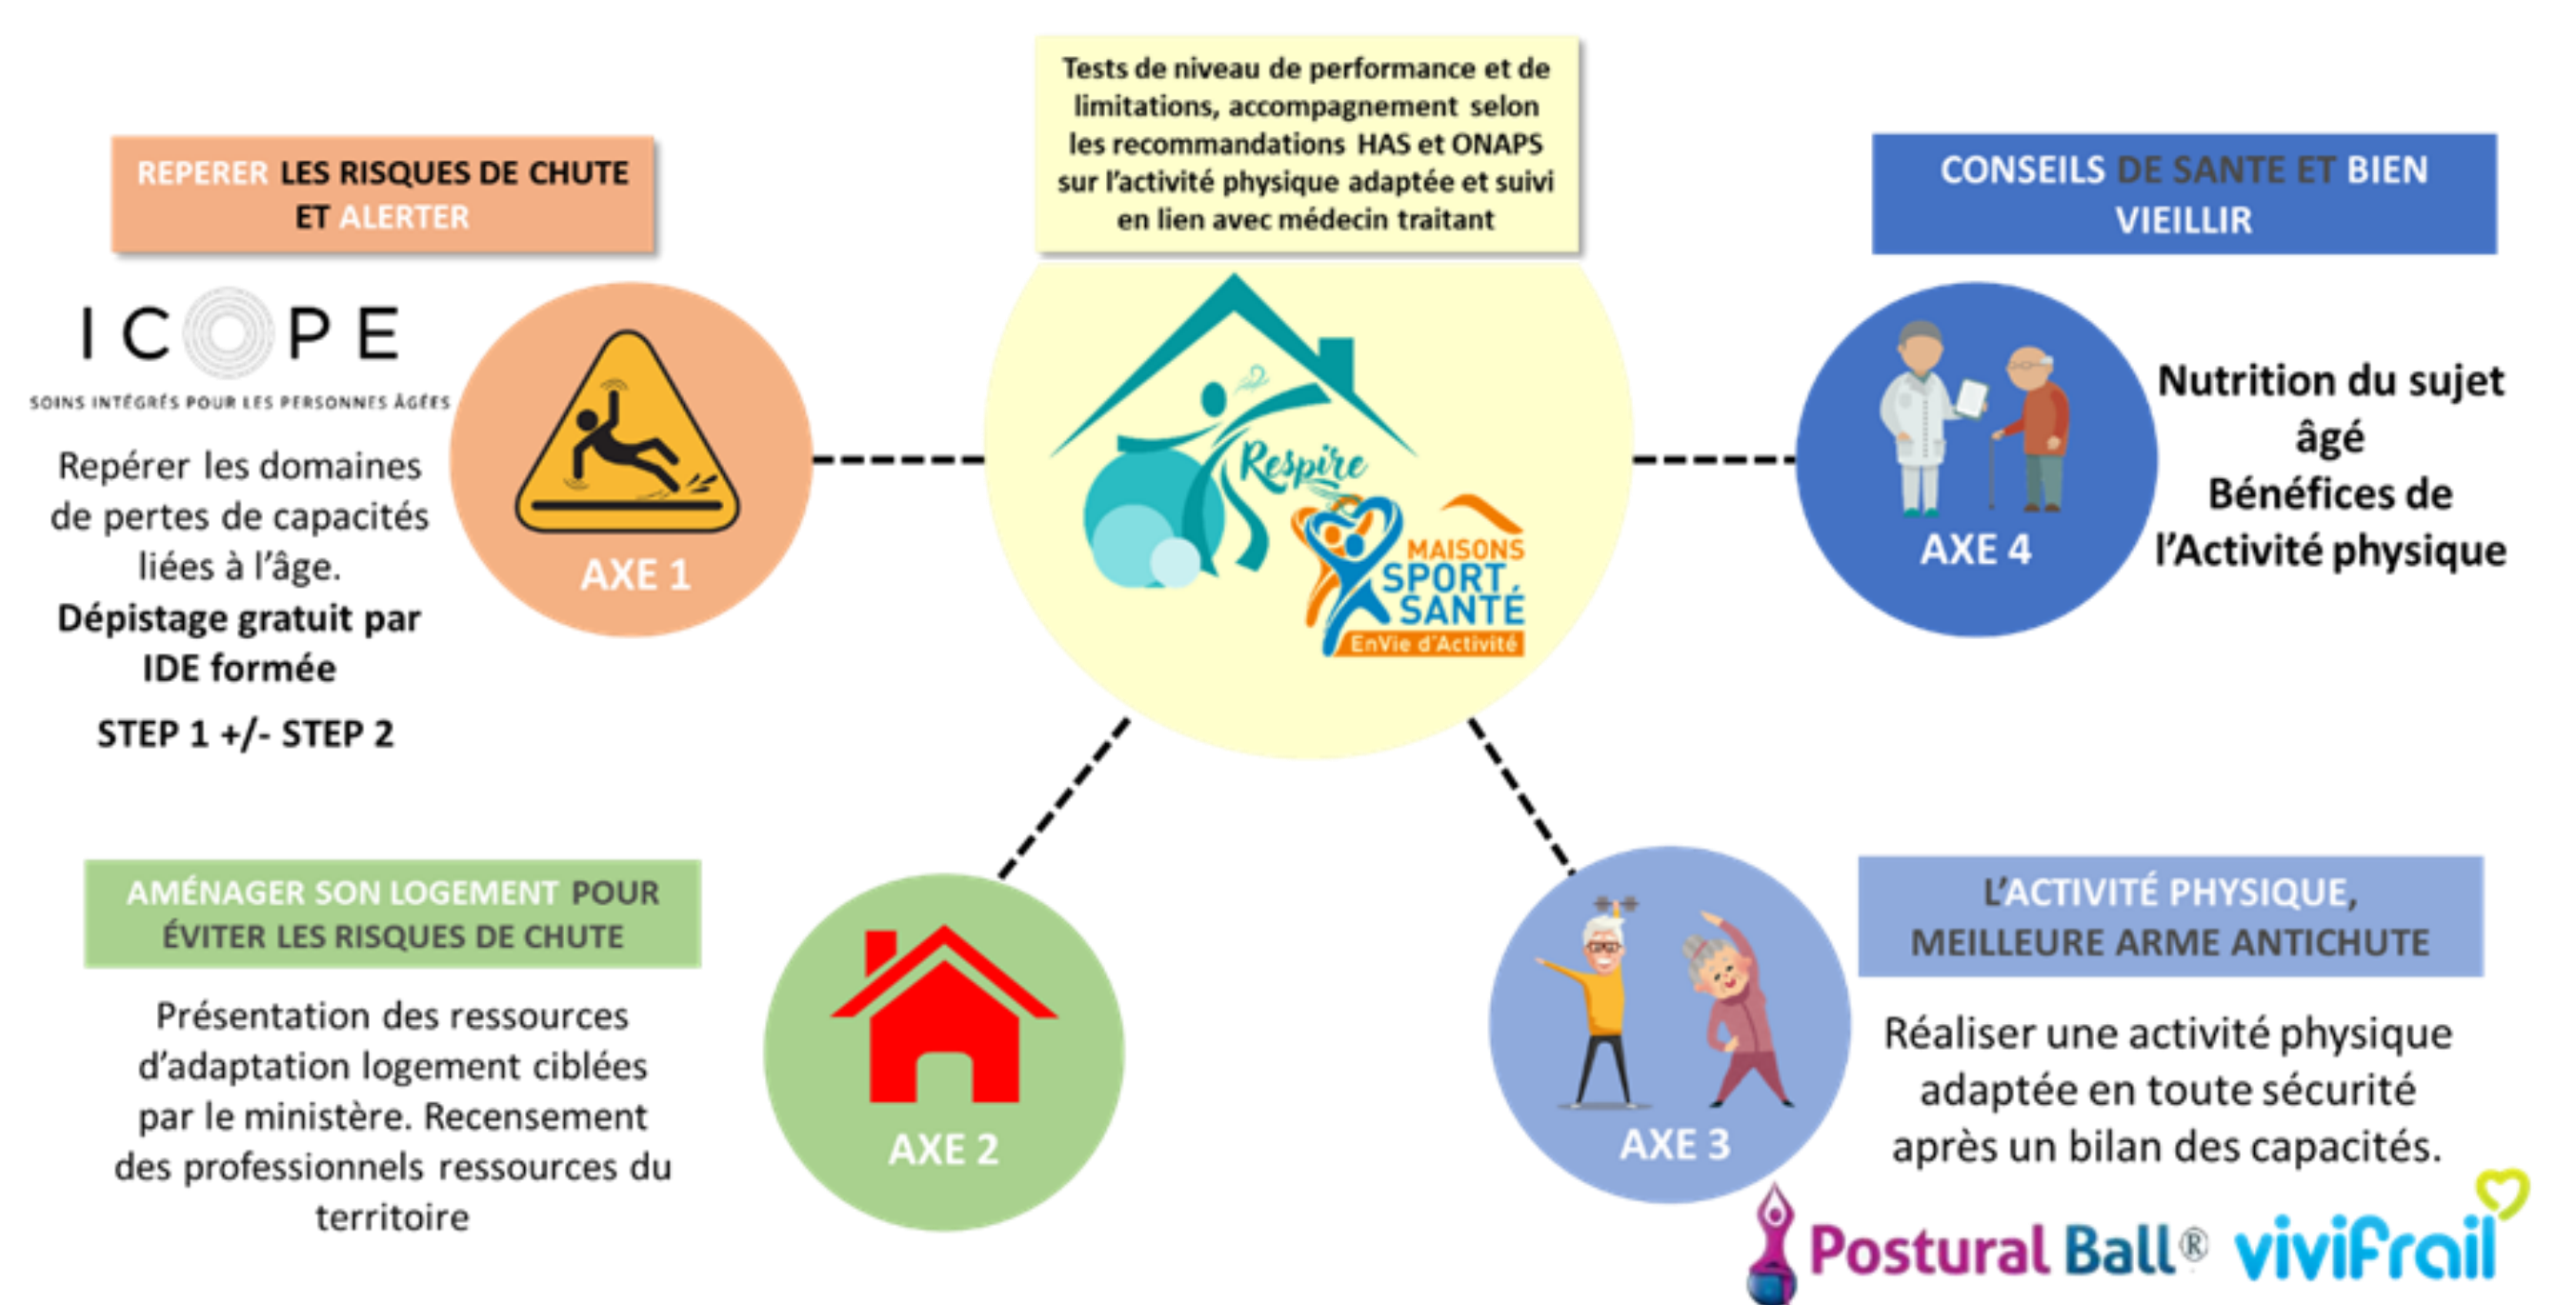 Tests de niveau de performance et de
limitations, accompagnement selon
les recommandations HAS et ONAPS
sur l'activité physique adaptée et suivi
en lien avec médecin traitant
REPERER LES RISQUES DE CHUTE
ET ALERTER
ICOPE
SOINS INTÉGRÉS POUR LES PERSONNES ÂGÉES
Repérer les domaines
de pertes de capacités
liées à l'âge.
Dépistage gratuit par
IDE formée
STEP 1 +/- STEP 2
AXE 1
Respire
MAISONS
SPORT
SANTÉ
EnVie d'Activité
CONSEILS DE SANTE ET BIEN
VIEILLIR
AXE 4
Nutrition du sujet
âgé
Bénéfices de
l'Activité physique
AMÉNAGER SON LOGEMENT POUR
ÉVITER LES RISQUES DE CHUTE
Présentation des ressources
d'adaptation logement ciblées
par le ministère. Recensement
des professionnels ressources du
territoire
AXE 2
AXE 3
L'ACTIVITÉ PHYSIQUE,
MEILLEURE ARME ANTICHUTE
Réaliser une activité physique
adaptée en toute sécurité
après un bilan des capacités.
Postural Ball®
vivifrail